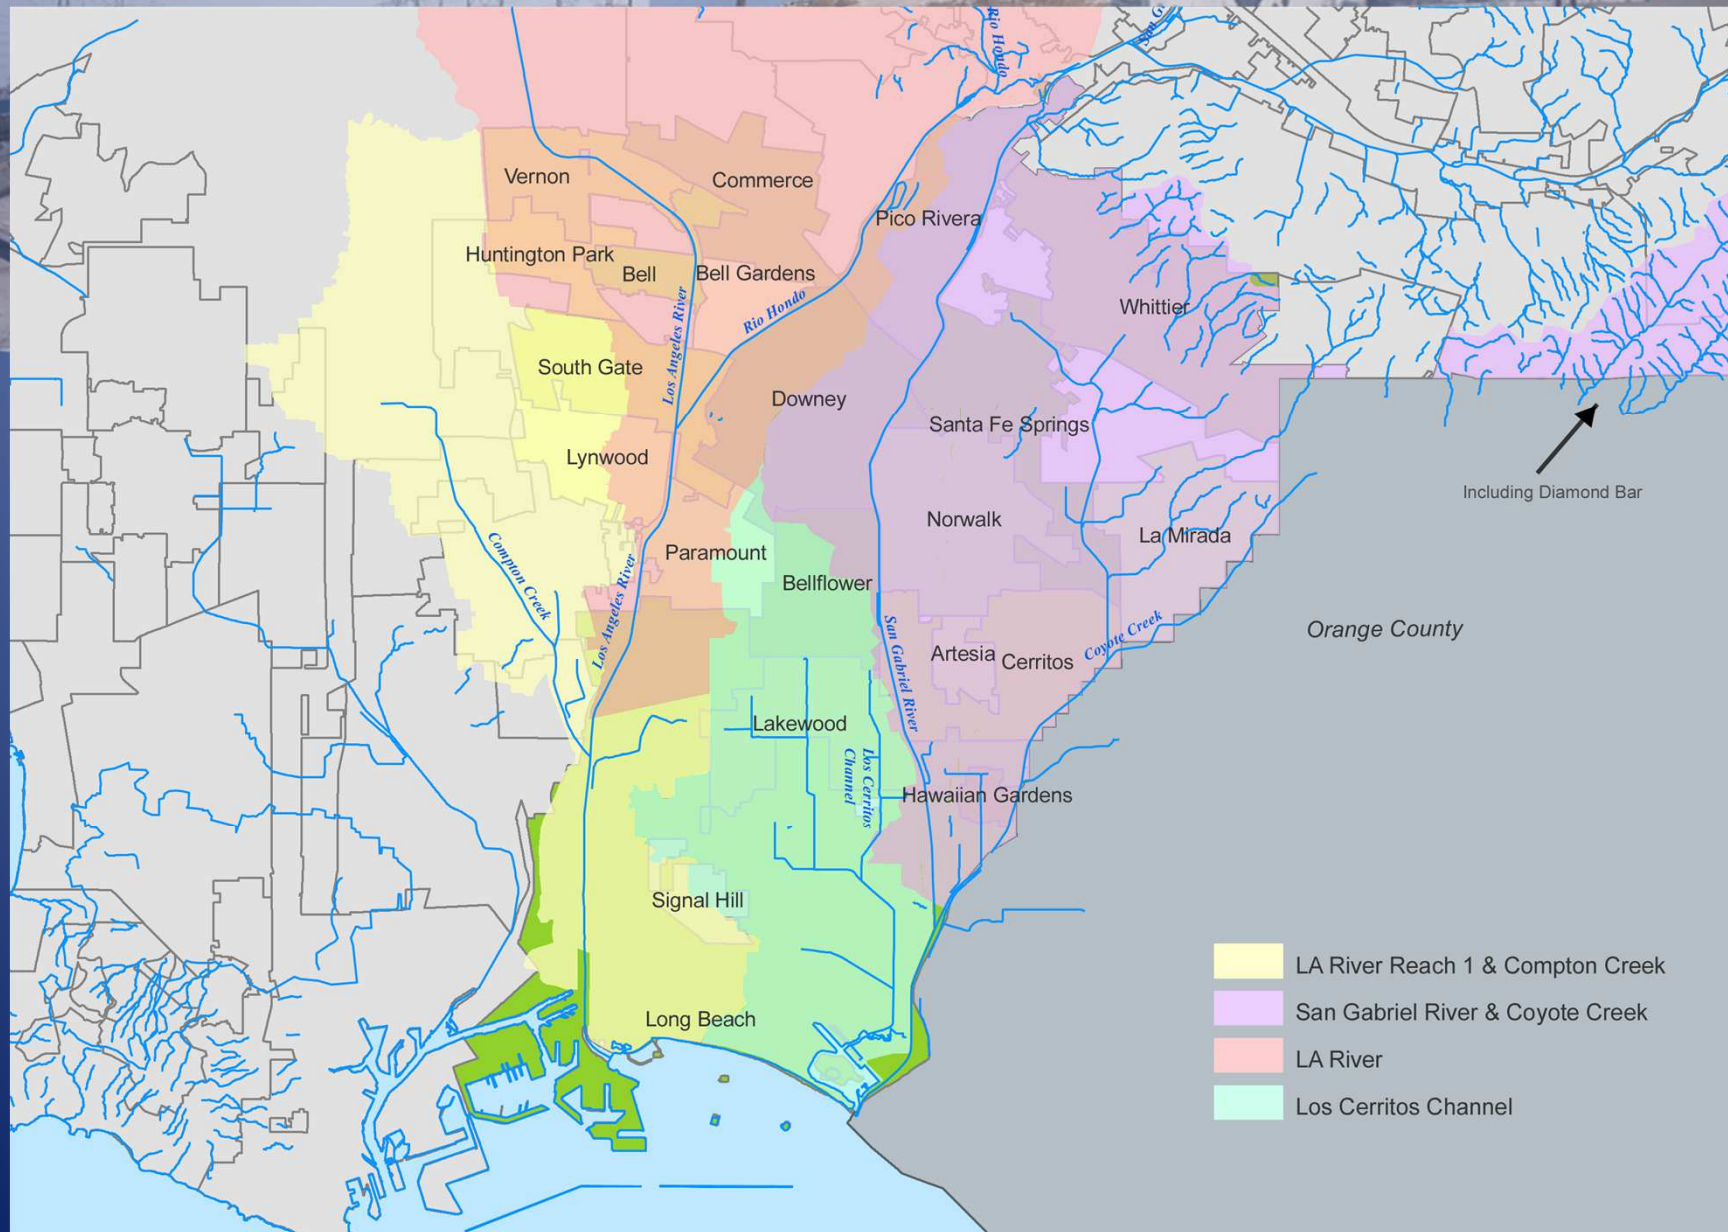 Rio Hondo
San G
Vernon
Commerce
Pico Rivera
Huntington Park
Bell
Bell Gardens
Whittier
Los Angeles River
Rio Hondo
South Gate
Downey
Santa Fe Springs
Lynwood
Including Diamond Bar
Norwalk
La Mirada
Paramount
Compton Creek
Bellflower
Los Angeles River
San Gabriel River
Coyote Creek
Orange County
Artesia
Cerritos
Lakewood
Los Cerritos
Channel
Hawaiian Gardens
Signal Hill
Long Beach
LA River Reach 1 & Compton Creek
San Gabriel River & Coyote Creek
LA River
Los Cerritos Channel